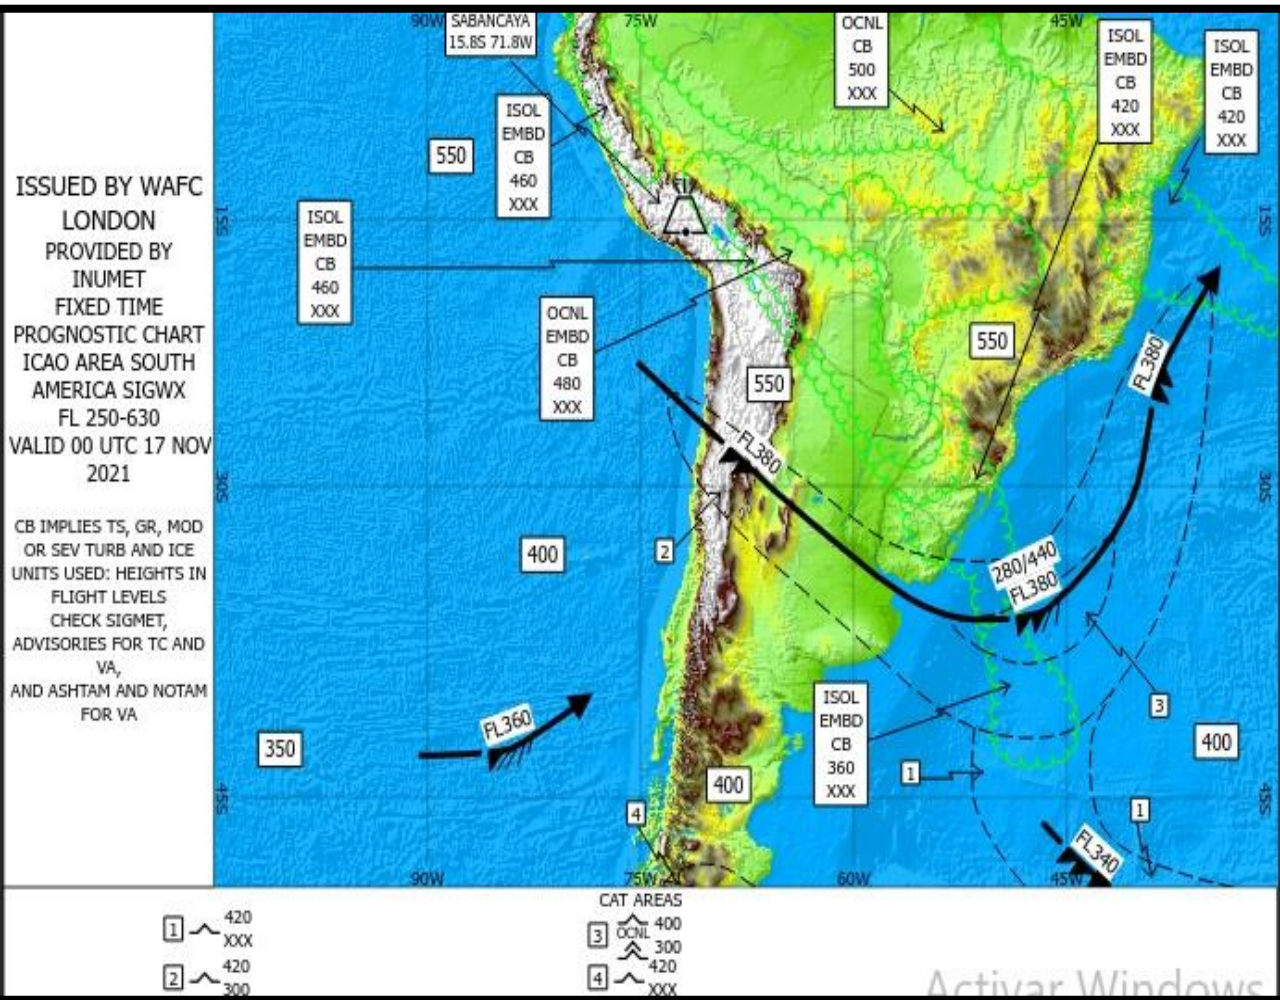 ISSUED BY WAFC
LONDON
PROVIDED BY
INUMET
FIXED TIME
PROGNOSTIC CHART
ICAO AREA SOUTH
AMERICA SIGWX
FL 250-630
VALID 00 UTC 17 NOV
2021
CB IMPLIES TS, GR, MOD
OR SEV TURB AND ICE
UNITS USED: HEIGHTS IN
FLIGHT LEVELS
CHECK SIGMET,
ADVISORIES FOR TC AND
VA,
AND ASHTAM AND NOTAM
FOR VA
90W
SABANCAYA
15.8S 71.8W
75W
OCNL
CB
500
XXX
45W
ISOL
EMBD
CB
420
XXX
ISOL
EMBD
CB
420
XXX
550
ISOL
EMBD
CB
460
XXX
ISOL
EMBD
CB
460
XXX
15S
15S
OCNL
EMBD
CB
480
XXX
550
550
FL380
FL380
30S
30S
400
2
280/440
FL380
FL360
350
ISOL
EMBD
CB
360
XXX
3
400
1
400
45S
45S
4
1
FL340
90W
75W
60W
45W
CAT AREAS
1
420
XXX
2
420
300
3
OCNL
400
300
4
420
XXX
Activar Windows